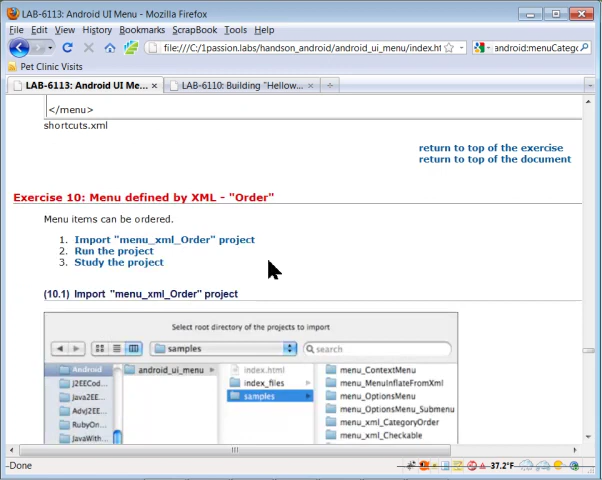 LAB-6113: Android UI Menu - Mozilla Firefox
File Edit View History Bookmarks ScrapBook Tools Help
file:///C:/1passion.labs/handson_android/android_ui_menu/index.ht
android:menuCatego
Pet Clinic Visits
LAB-6113: Android UI Me... ×
LAB-6110: Building "Hellow... ×
</menu>
shortcuts.xml
return to top of the exercise
return to top of the document
Exercise 10: Menu defined by XML - "Order"
Menu items can be ordered.
1. Import "menu_xml_Order" project
2. Run the project
3. Study the project
(10.1) Import "menu_xml_Order" project
Select root directory of the projects to import
samples
search
Android
android_ui_menu
index.html
menu_ContextMenu
J2EECod...
index_files
menu_MenuInflateFromXml
Java2EE...
samples
menu_OptionsMenu
AdvJ2EE...
menu_OptionsMenu_Submenu
RubyOn...
menu_xml_CategoryOrder
JavaWith...
menu_xml_Checkable
Done
37.2°F